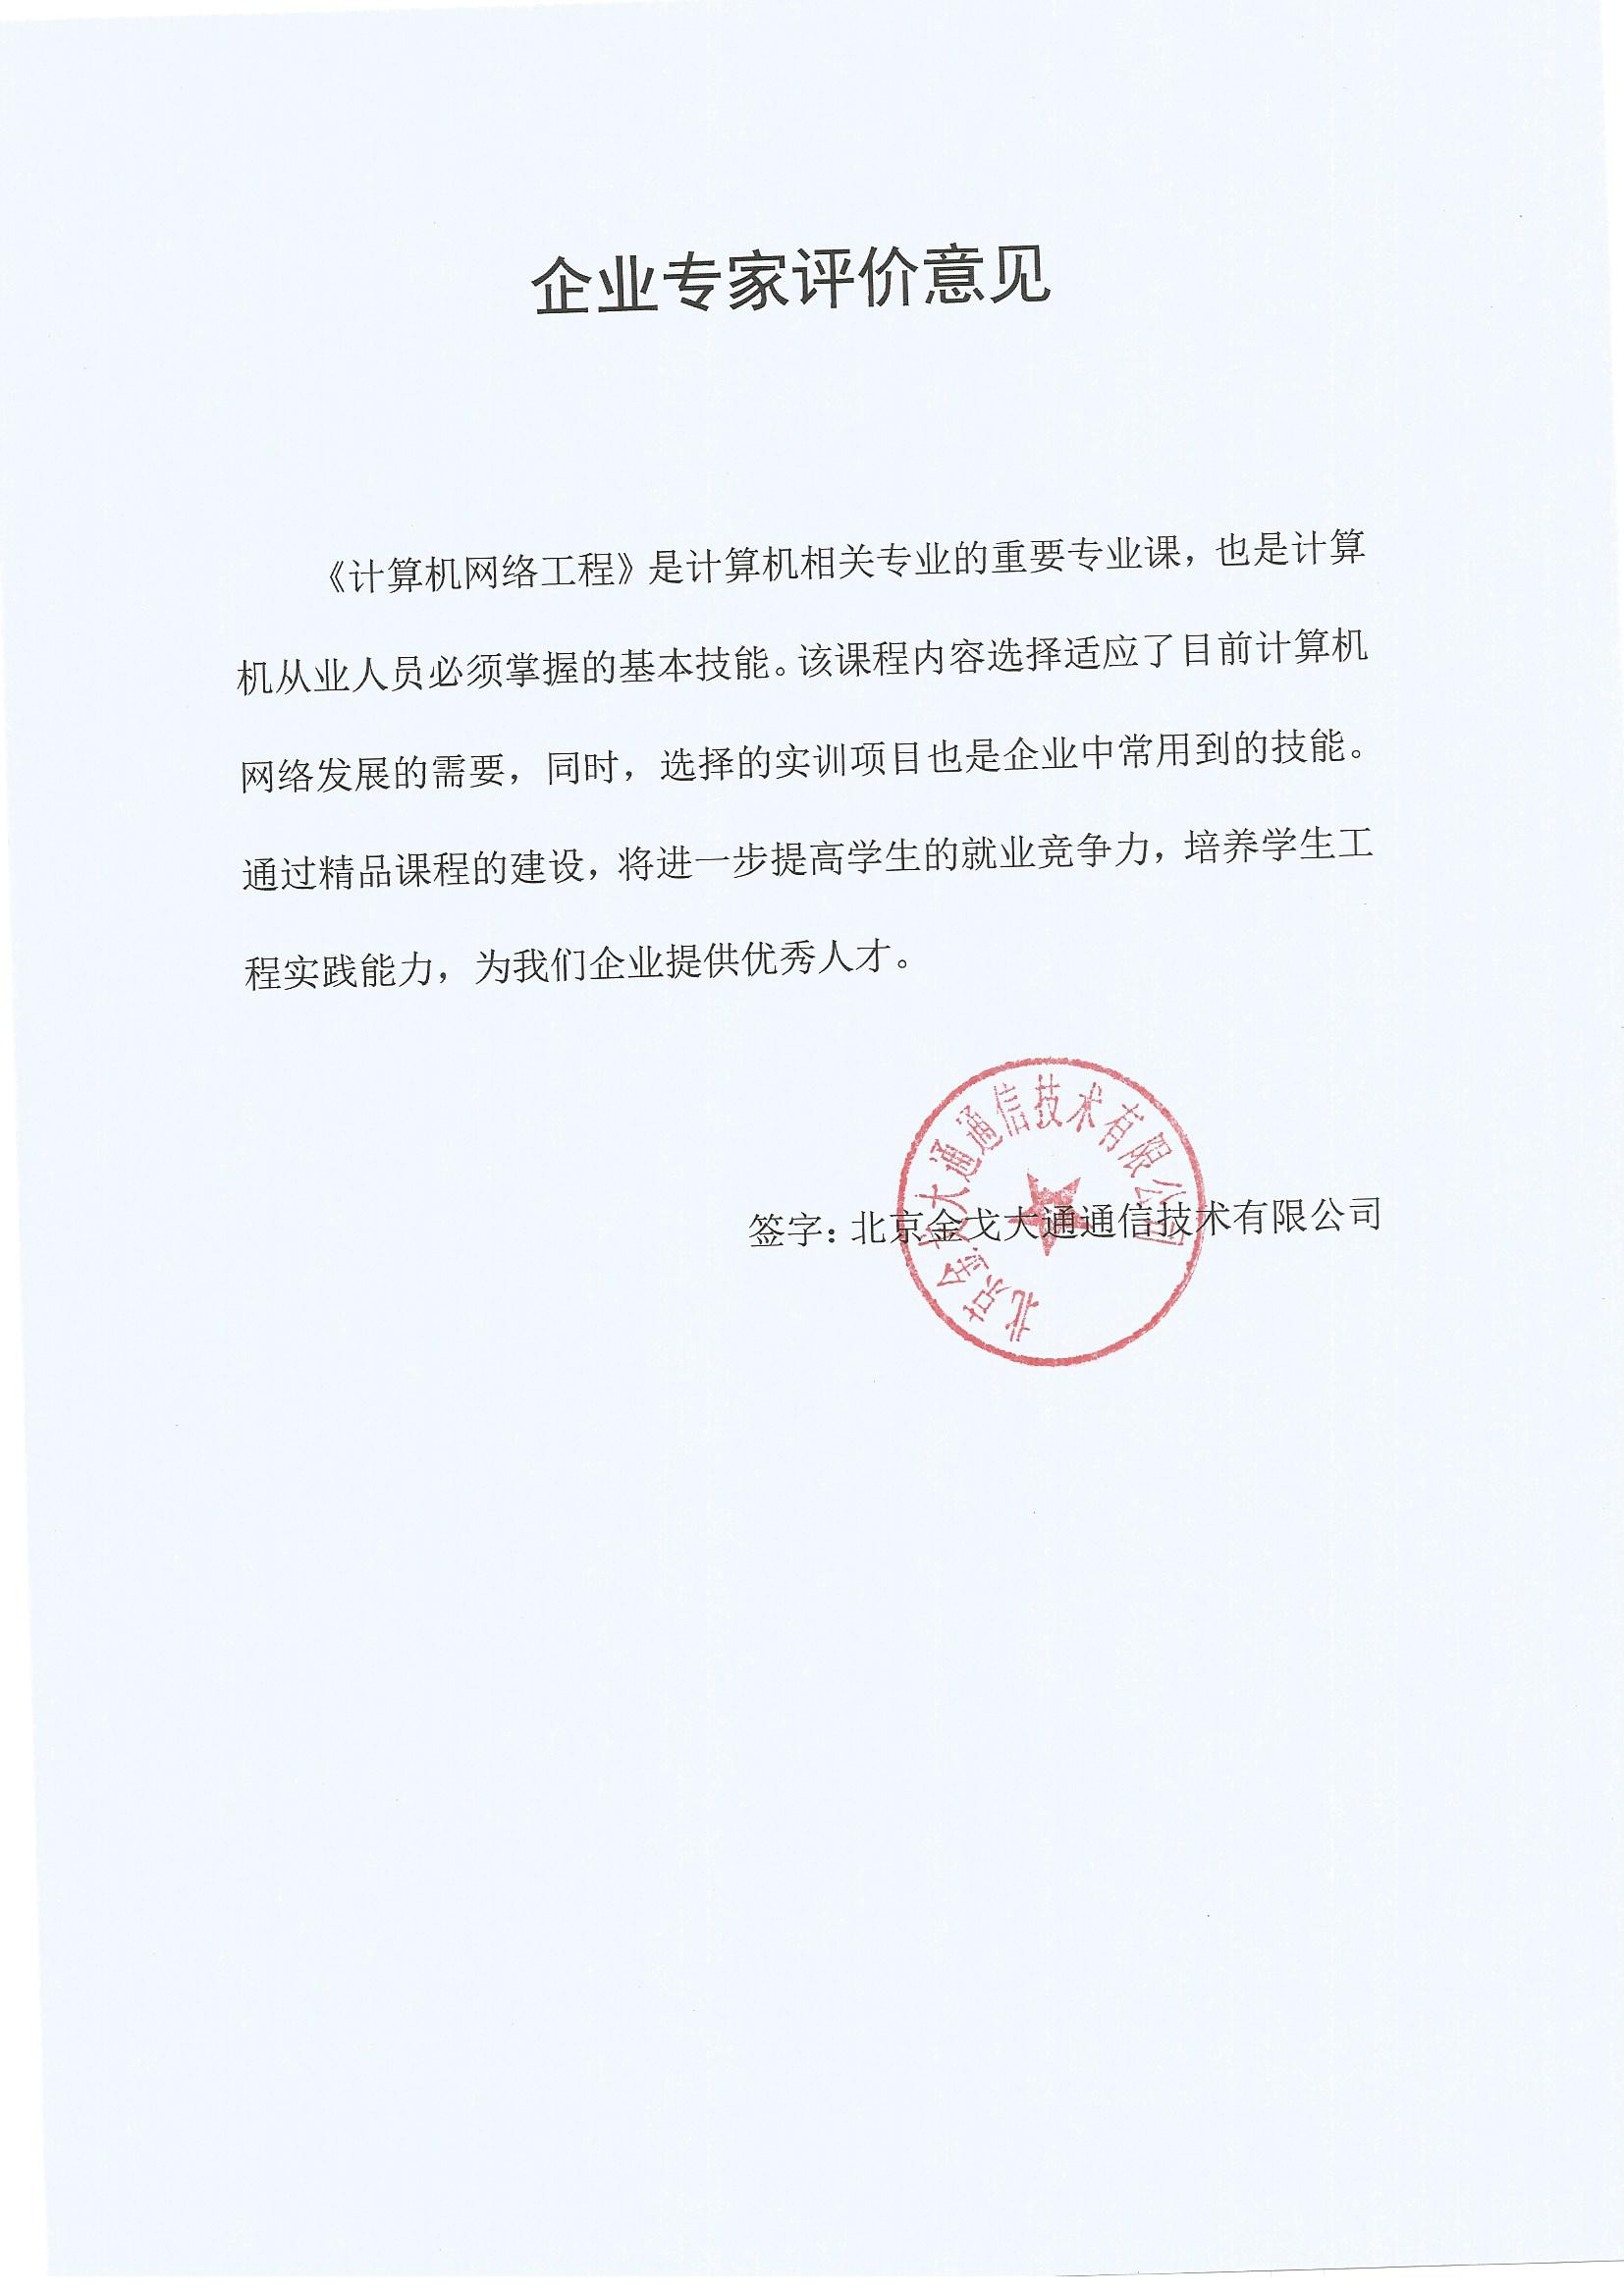 企业专家评价意见
《计算机网络工程》是计算机相关专业的重要专业课，也是计算
机从业人员必须掌握的基本技能。该课程内容选择适应了目前计算机
网络发展的需要，同时，选择的实训项目也是企业中常用到的技能。
通过精品课程的建设，将进一步提高学生的就业竞争力，培养学生工
程实践能力，为我们企业提供优秀人才。
签字：北京金戈大通通信技术有限公司
北京金戈大通通信技术有限公司